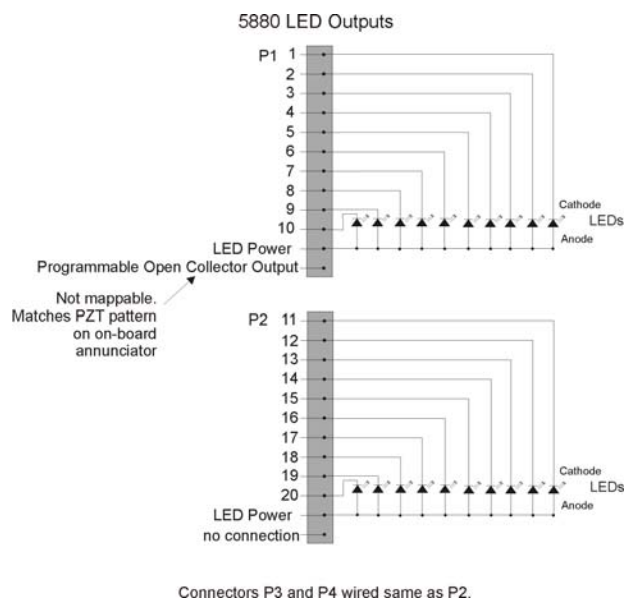 5880 LED Outputs
P1 1
2
3
4
5
6
7
8
9
10
Cathode
LEDs
Anode
LED Power
Programmable Open Collector Output
Not mappable.
Matches PZT pattern
on on-board
annunciator
P2 11
12
13
14
15
16
17
18
19
20
Cathode
LEDs
Anode
LED Power
no connection
Connectors P3 and P4 wired same as P2.